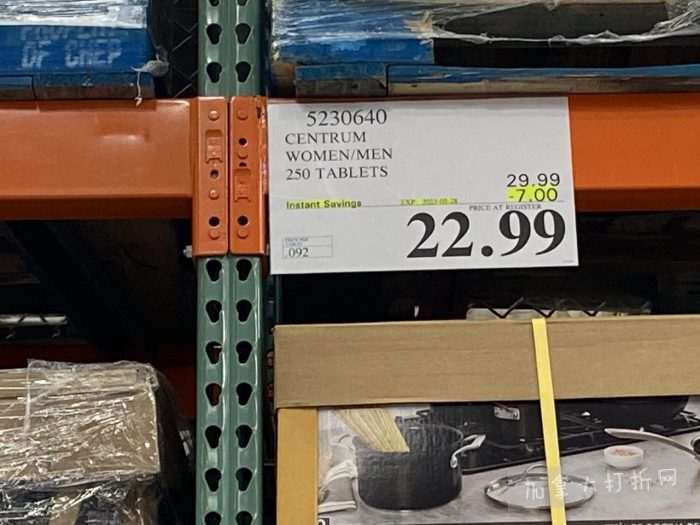 5230640
CENTRUM
WOMEN/MEN
250 TABLETS
29.99
-7.00
Instant Savings
EXP.
PRICE AT REGISTER
22.99
.092
OF CHEP
加拿大打折网